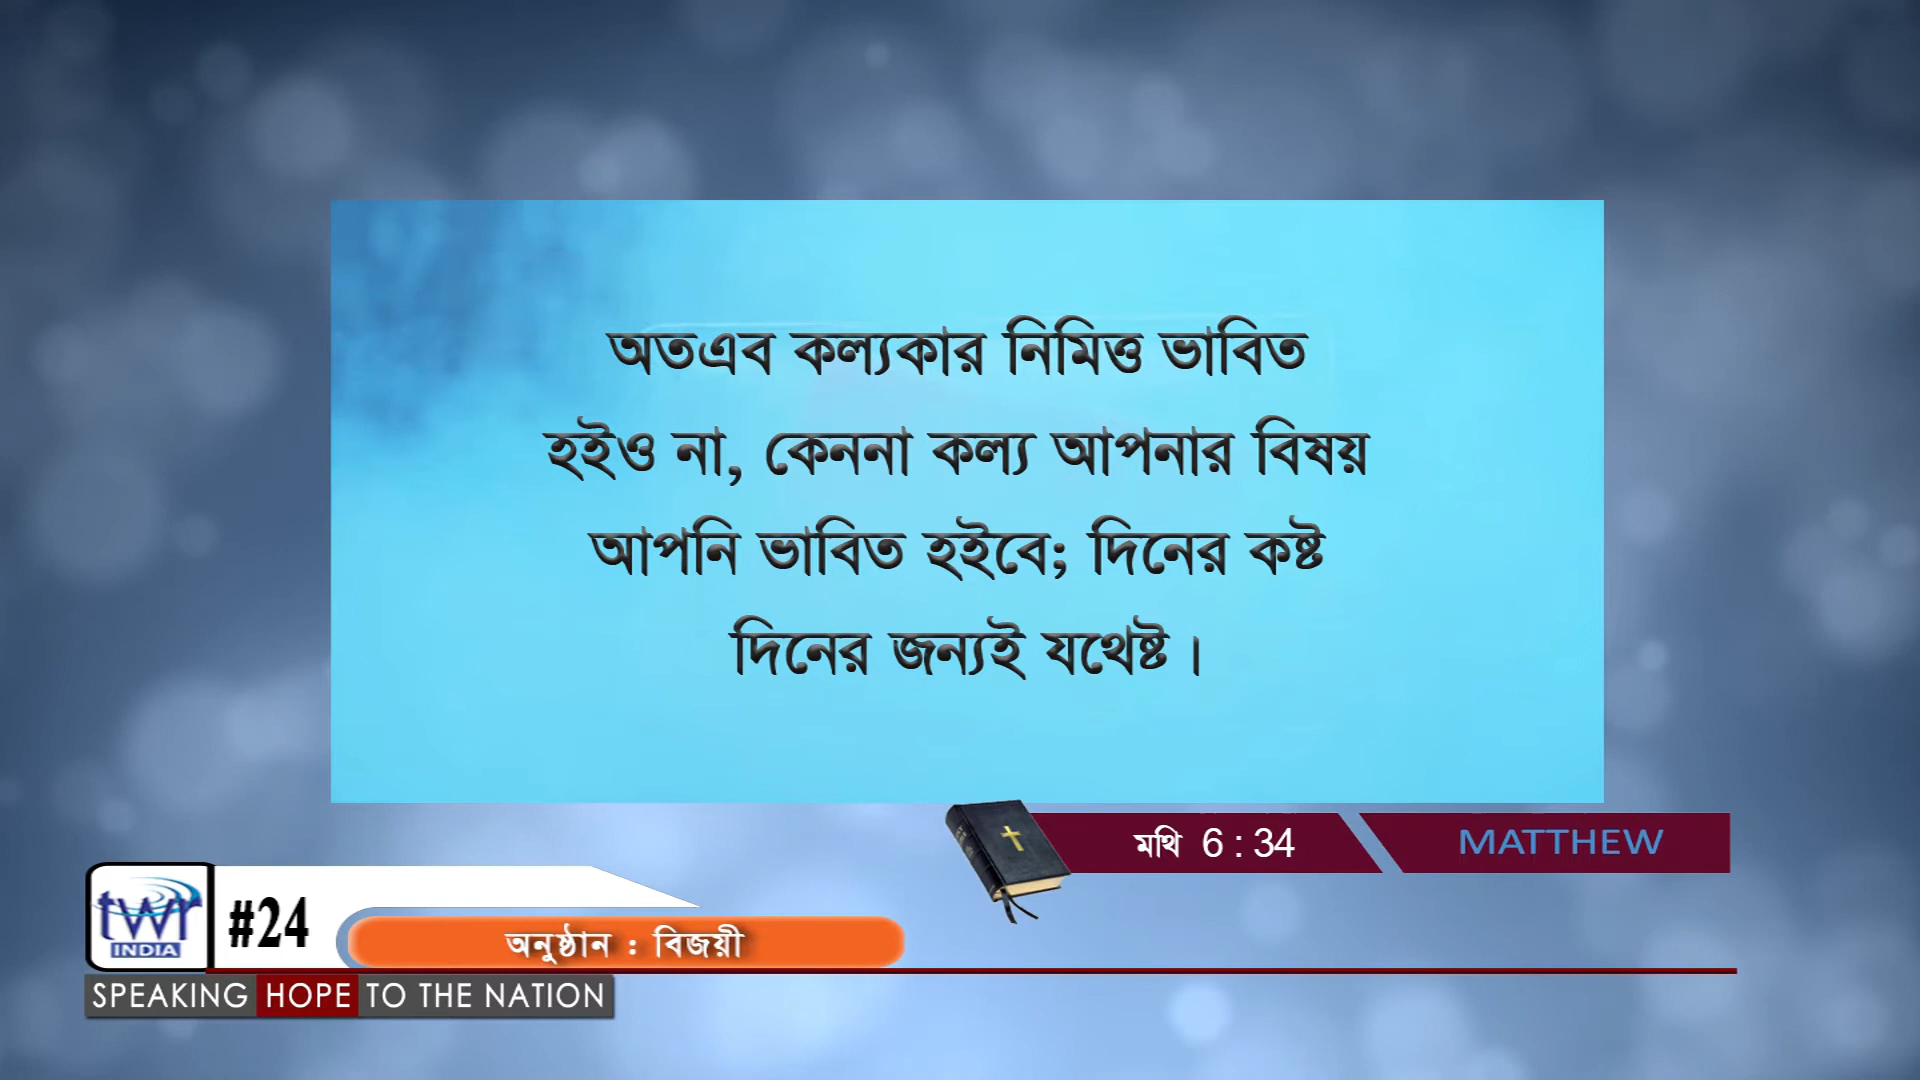 অতএব কল্যকার নিমিত্ত ভাবিত
হইও না, কেননা কল্য আপনার বিষয়
আপনি ভাবিত হইবে; দিনের কষ্ট
দিনের জন্যই যথেষ্ট।
মথি 6 : 34
MATTHEW
twr
INDIA
#24
অনুষ্ঠান : বিজয়ী
SPEAKING HOPE TO THE NATION